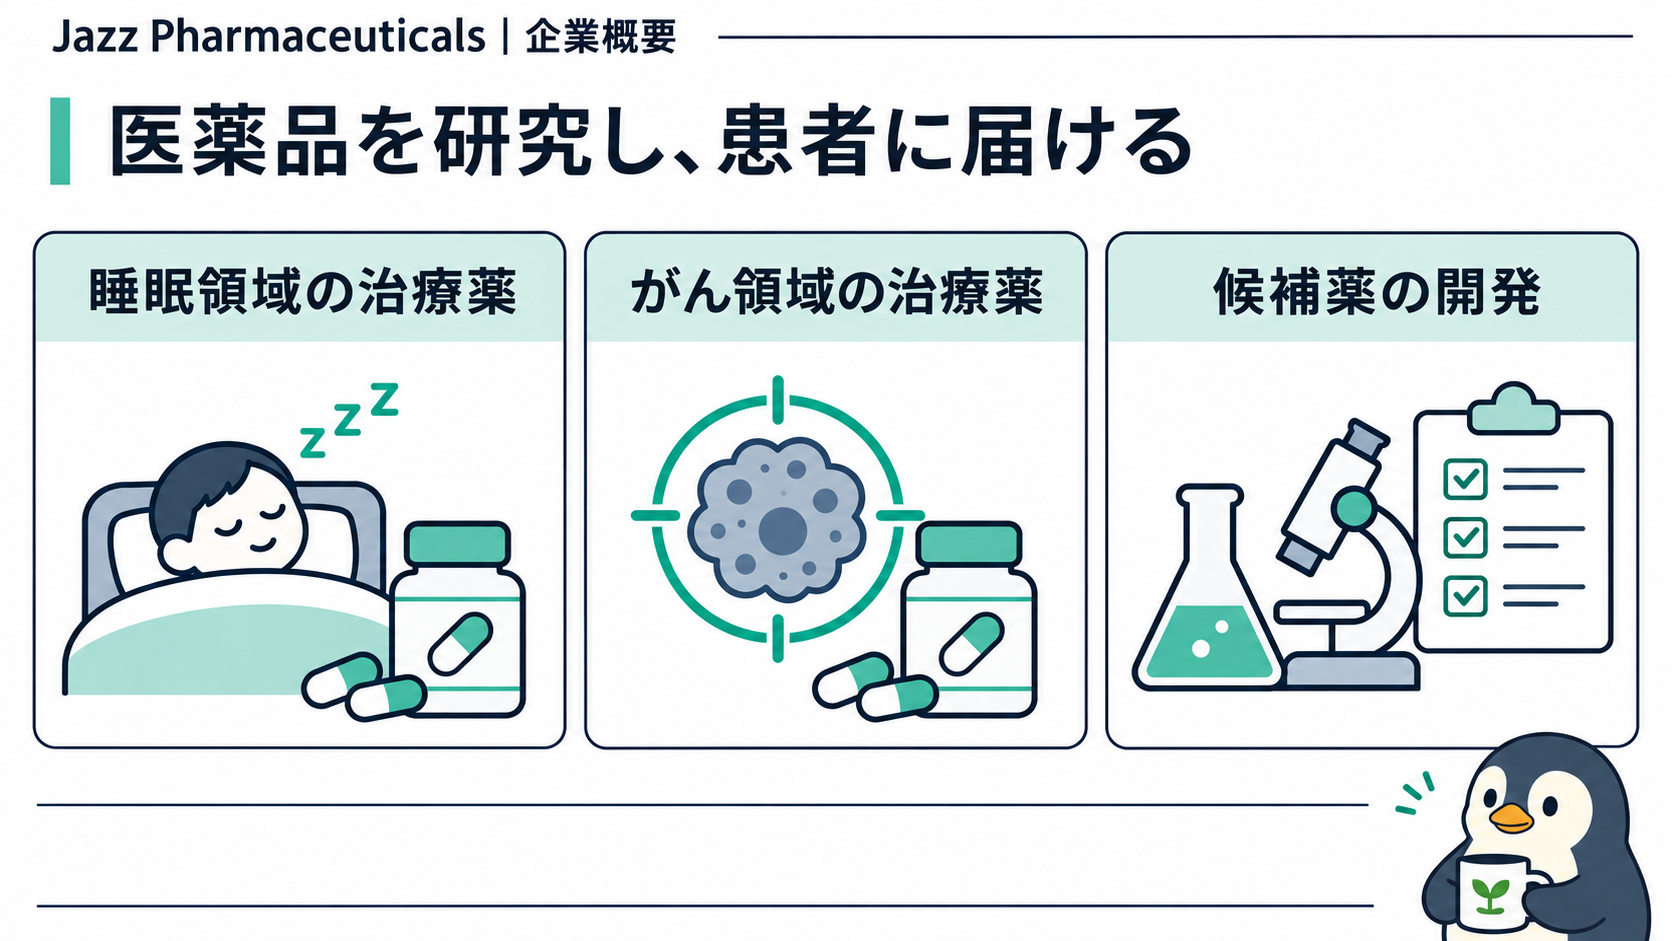 Jazz Pharmaceuticals | 企業概要
医薬品を研究し、患者に届ける
睡眠領域の治療薬
がん領域の治療薬
候補薬の開発
z z z